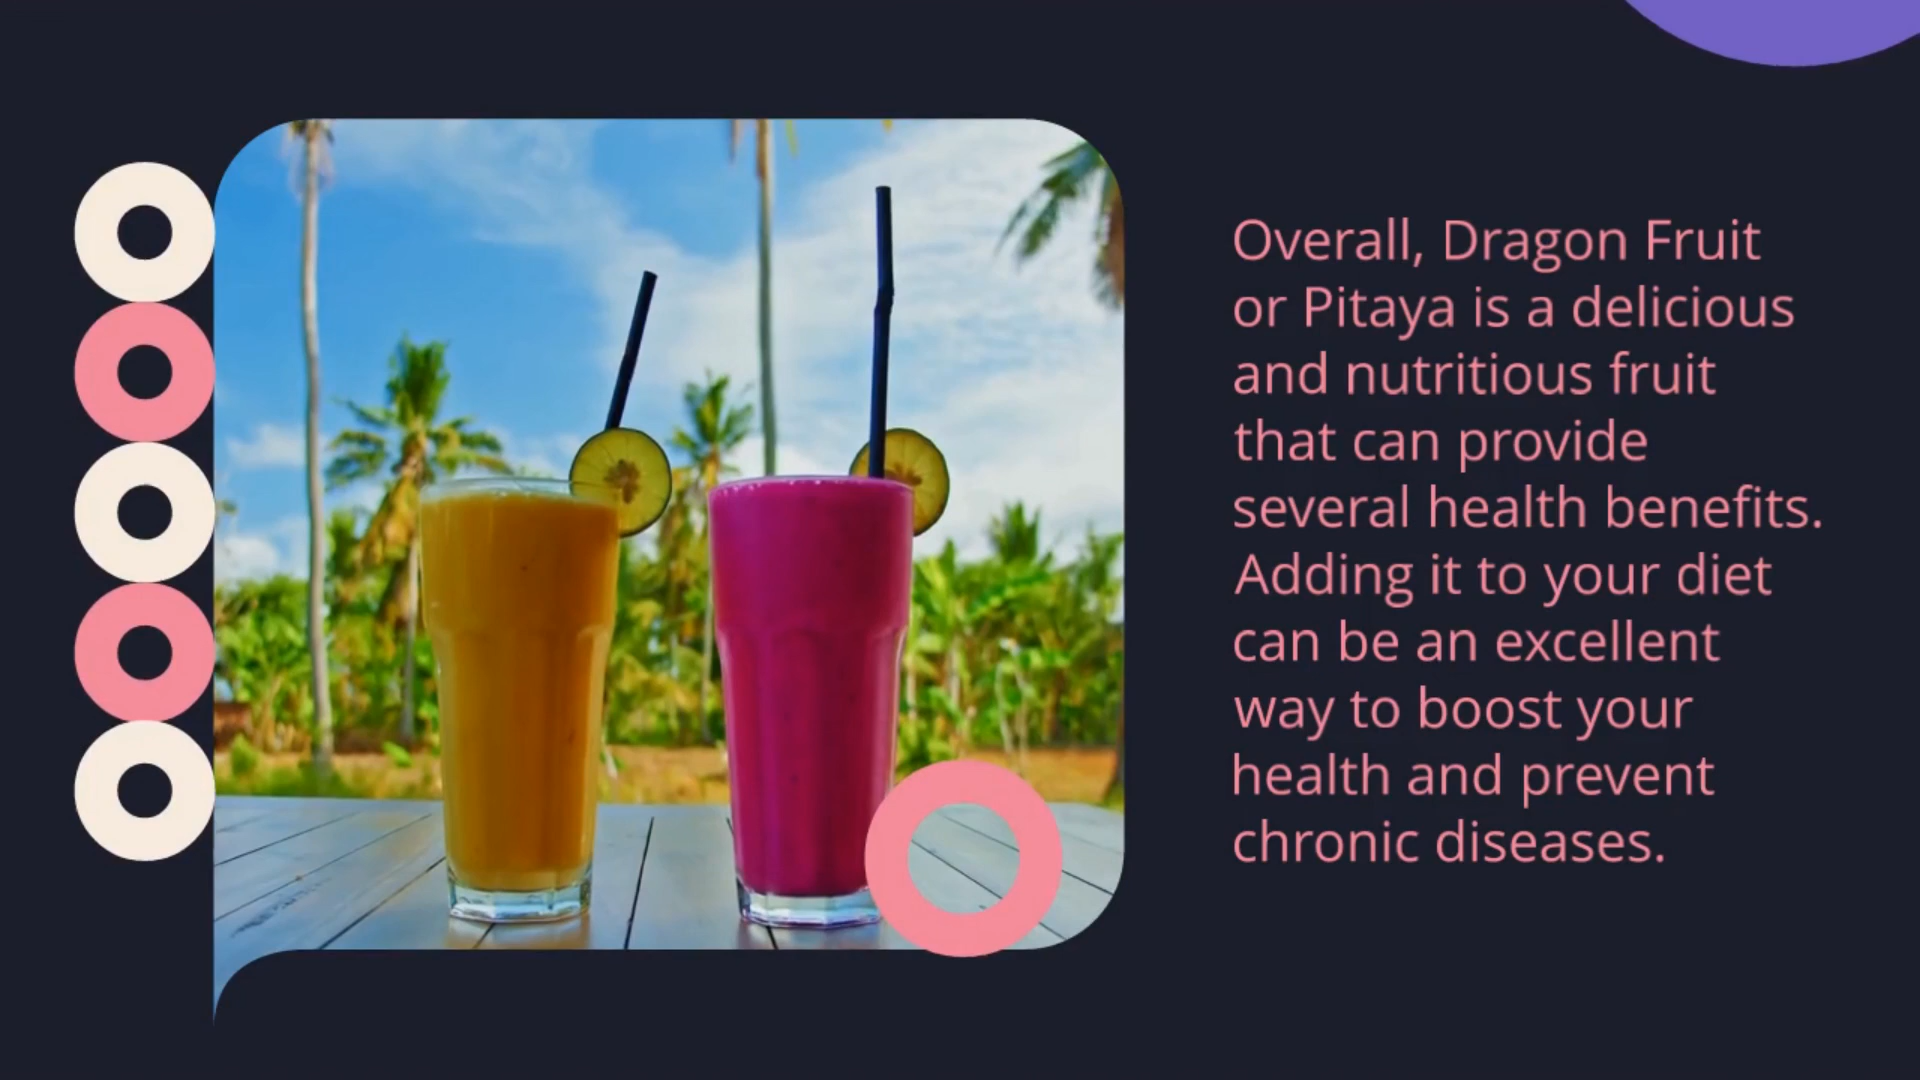 Overall, Dragon Fruit
or Pitaya is a delicious
and nutritious fruit
that can provide
several health benefits.
Adding it to your diet
can be an excellent
way to boost your
health and prevent
chronic diseases.